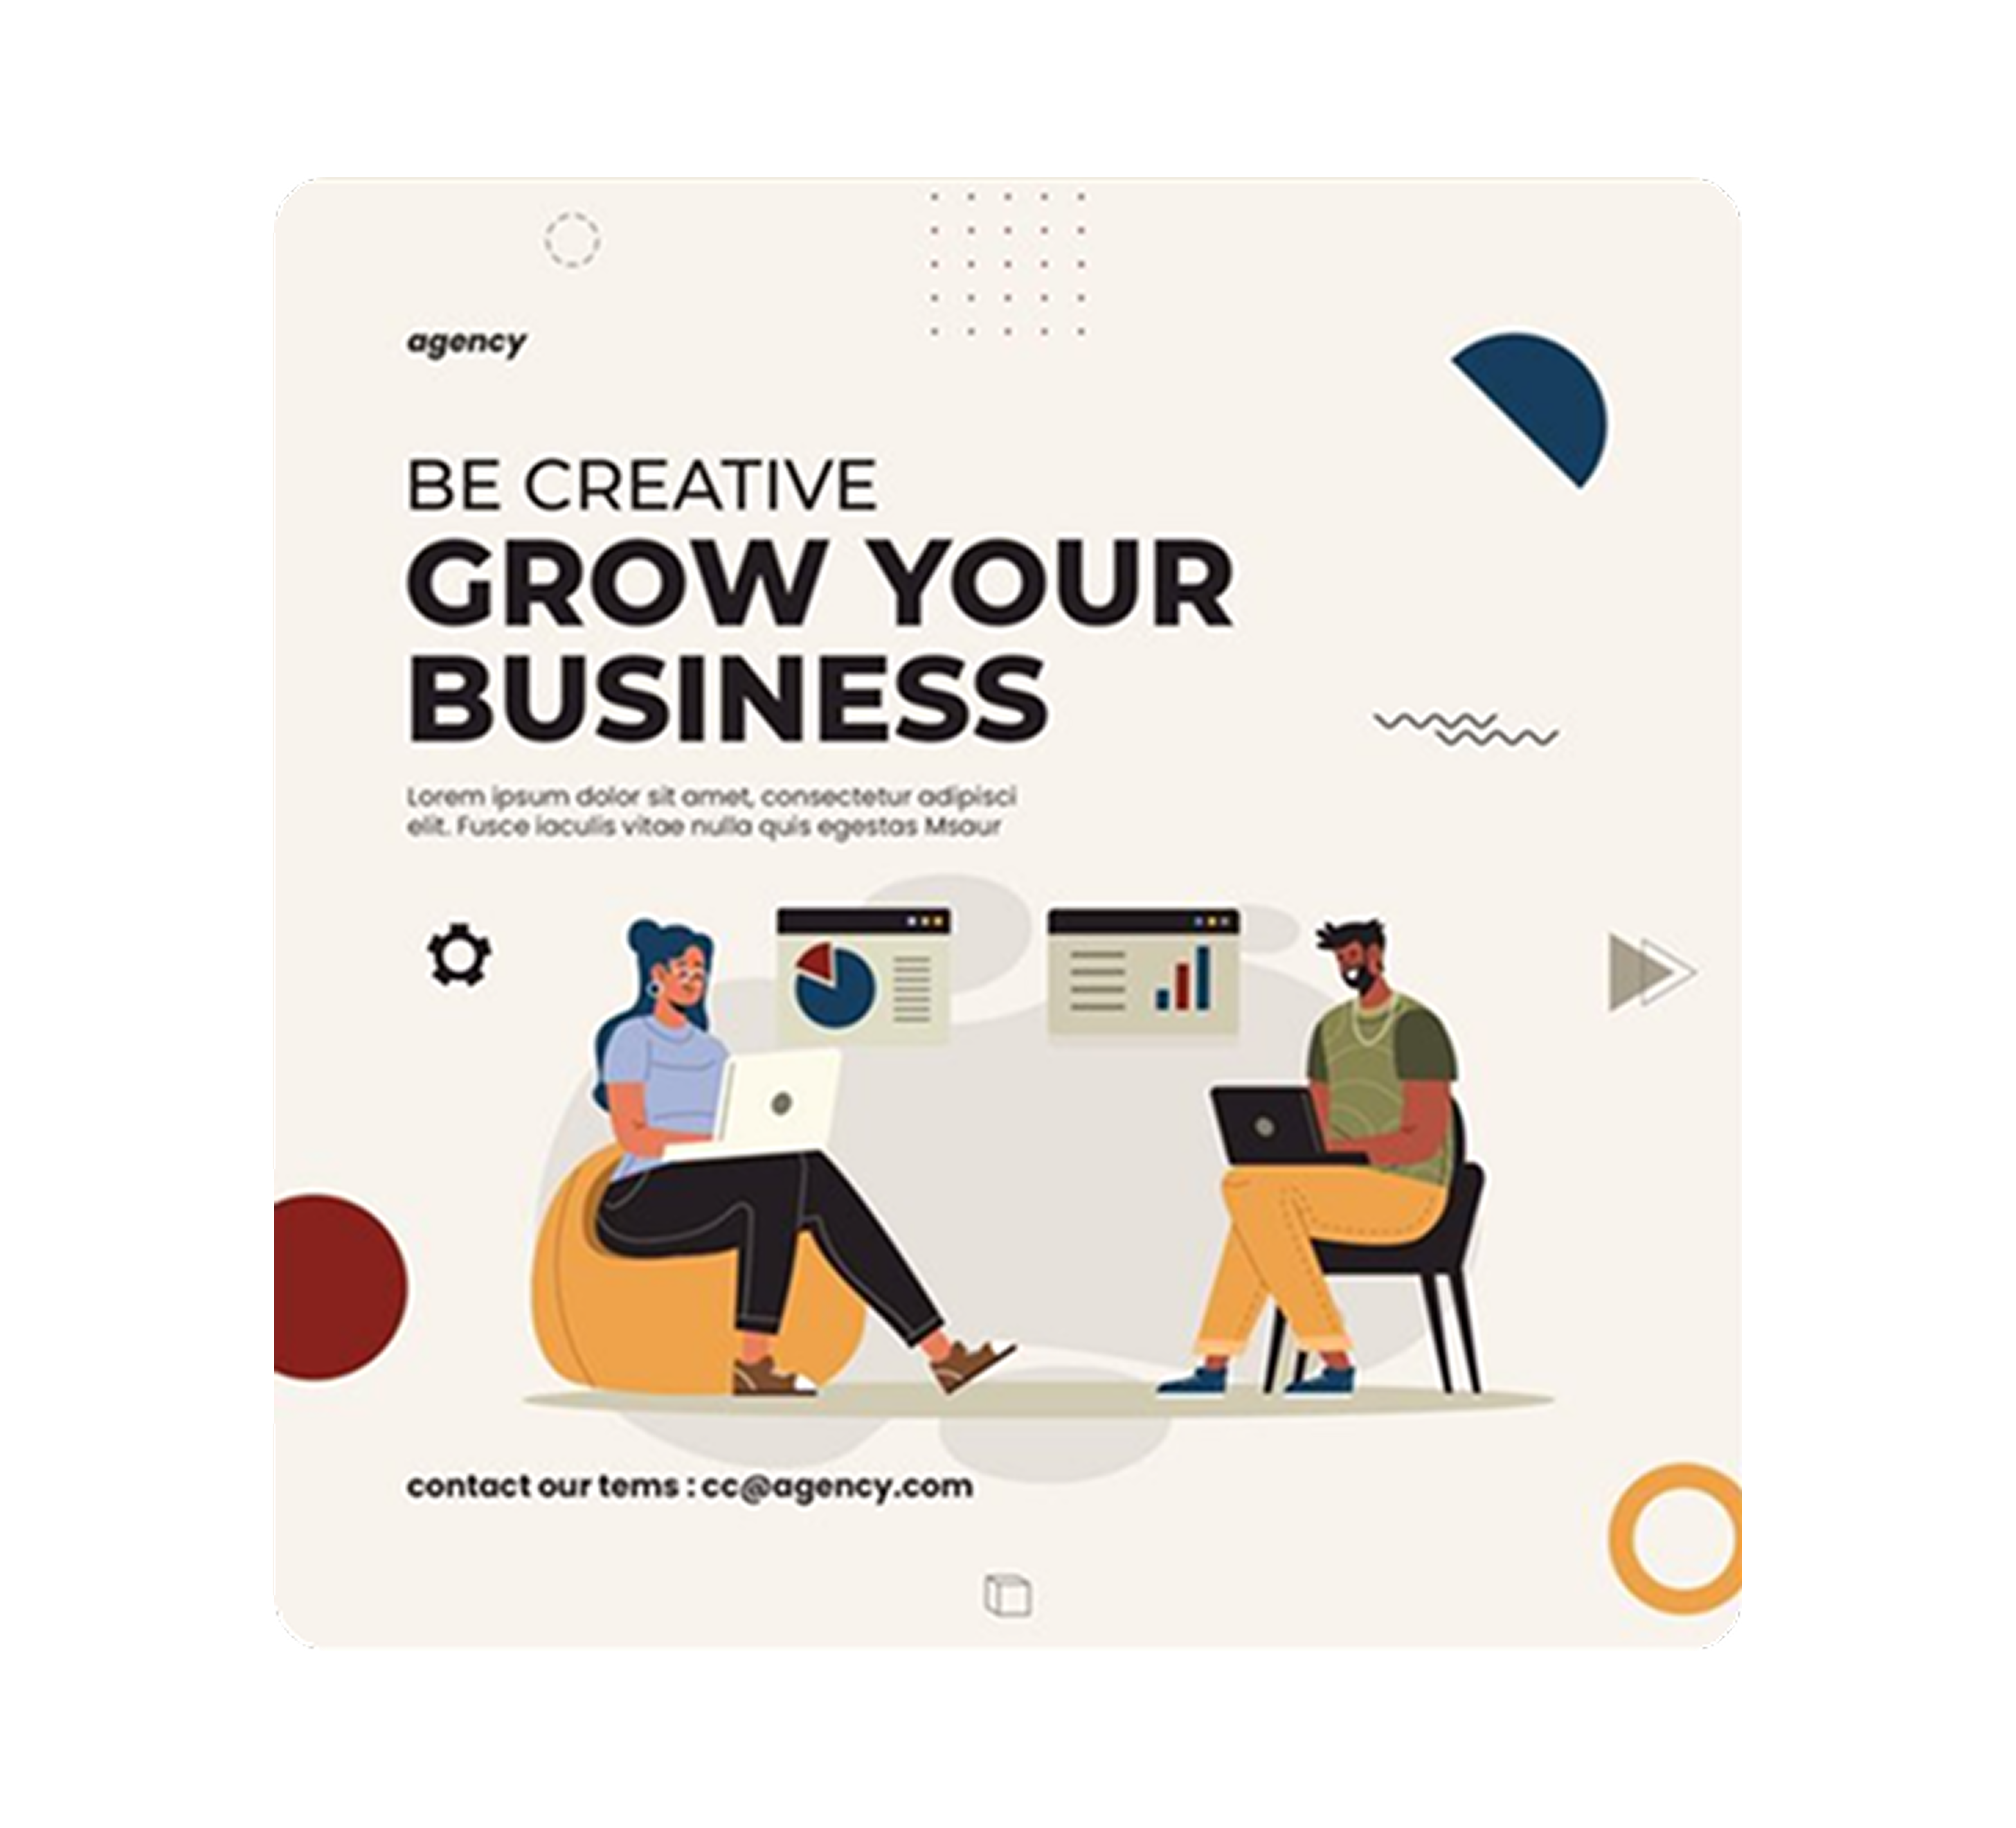 agency
BE CREATIVE
GROW YOUR
BUSINESS
Lorem ipsum dolor sit amet, consectetur adipisci
elit. Fusce iaculis vitae nulla quis egestas Msaur
contact our tems : cc@agency.com